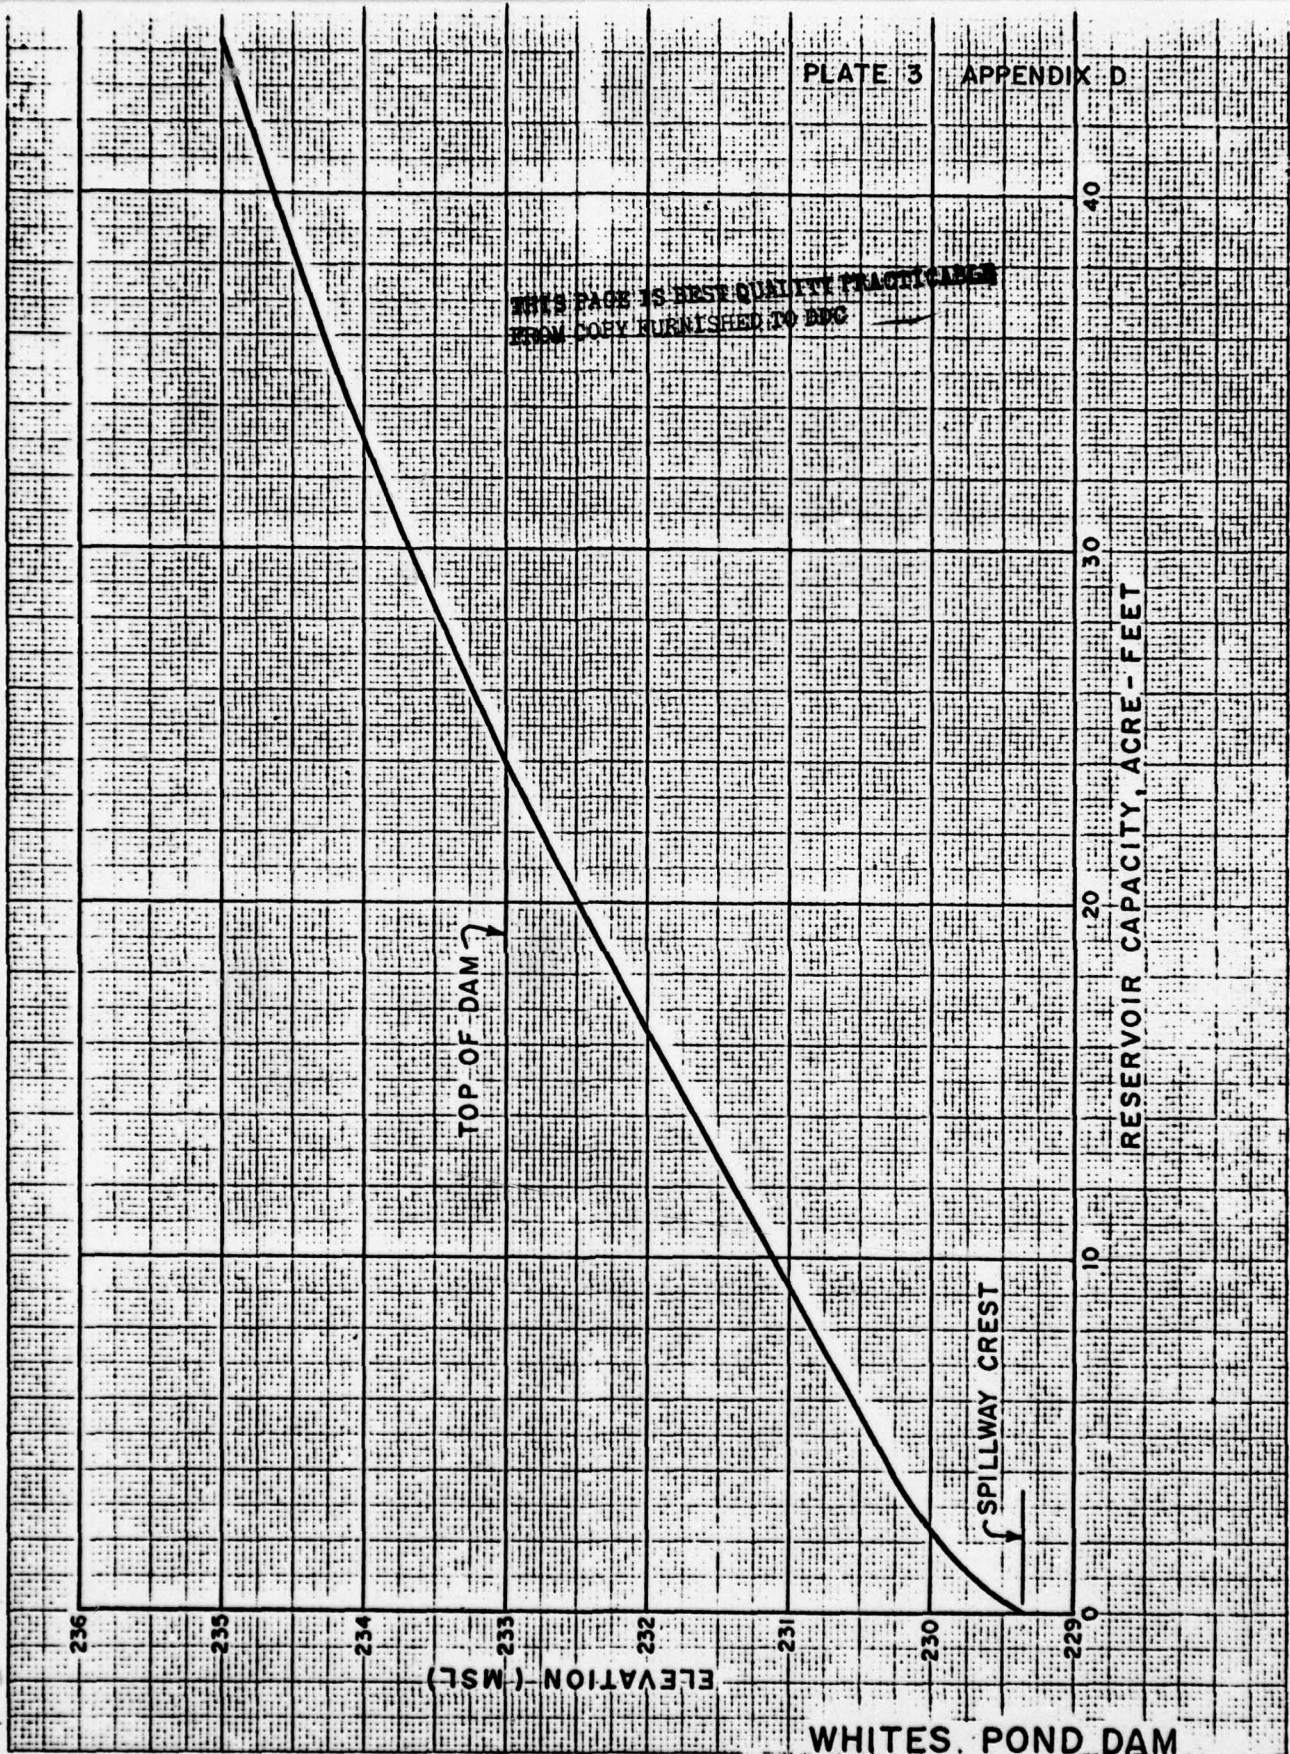 PLATE 3 APPENDIX D
THIS PAGE IS BEST QUALITY PRACTICABLE
FROM COPY FURNISHED TO DDC
TOP OF DAM
SPILLWAY CREST
ELEVATION (MSL)
236
235
234
233
232
231
230
229
0
10
20
30
40
RESERVOIR CAPACITY, ACRE-FEET
WHITES. POND DAM